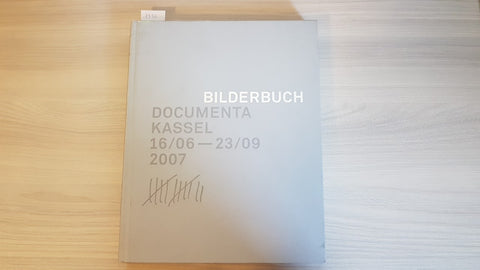 BILDERBUCH
DOCUMENTA
KASSEL
16/06—23/09
2007